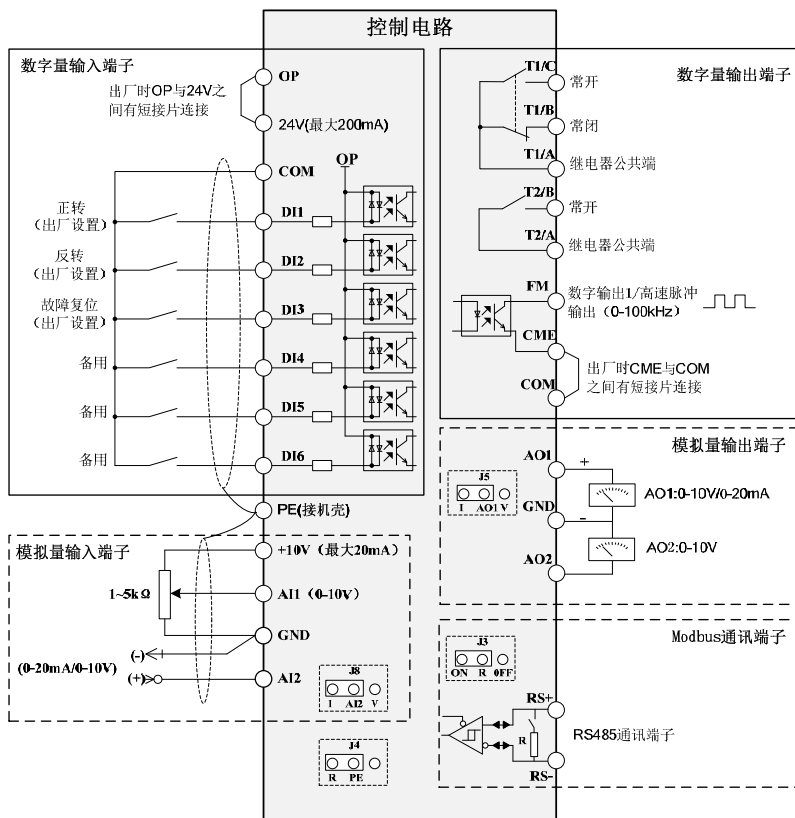 控制电路
数字量输入端子
OP
出厂时OP与24V之
间有短接片连接
24V(最大200mA)
COM
OP
正转
(出厂设置)
DI1
反转
(出厂设置)
DI2
故障复位
(出厂设置)
DI3
备用
DI4
备用
DI5
备用
DI6
PE(接机壳)
模拟量输入端子
+10V（最大20mA）
1~5kΩ
AI1（0-10V）
GND
(-)
(0-20mA/0-10V)
(+)
AI2
J8
I AI2 V
J4
R PE
数字量输出端子
T1/C
常开
T1/B
常闭
T1/A
继电器公共端
T2/B
常开
T2/A
继电器公共端
FM
数字输出1/高速脉冲
输出（0-100kHz）
CME
出厂时CME与COM
之间有短接片连接
COM
模拟量输出端子
AO1
+
J5
I AO1 V
AO1:0-10V/0-20mA
GND
-
AO2:0-10V
AO2
Modbus通讯端子
J3
ON R OFF
RS+
R
RS485通讯端子
RS-